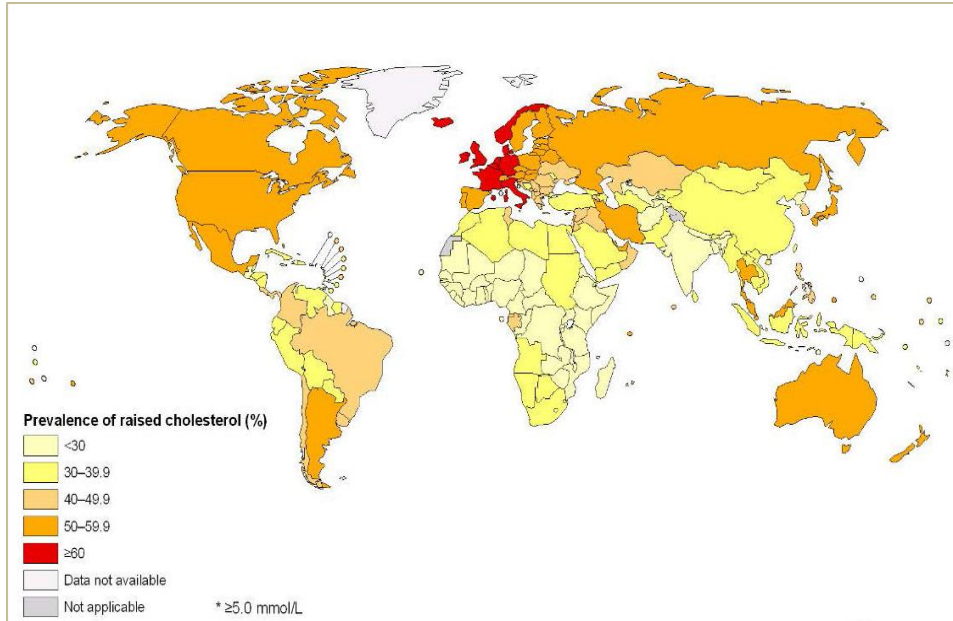 Prevalence of raised cholesterol (%)
<30
30–39.9
40–49.9
50–59.9
≥60
Data not available
Not applicable * ≥5.0 mmol/L